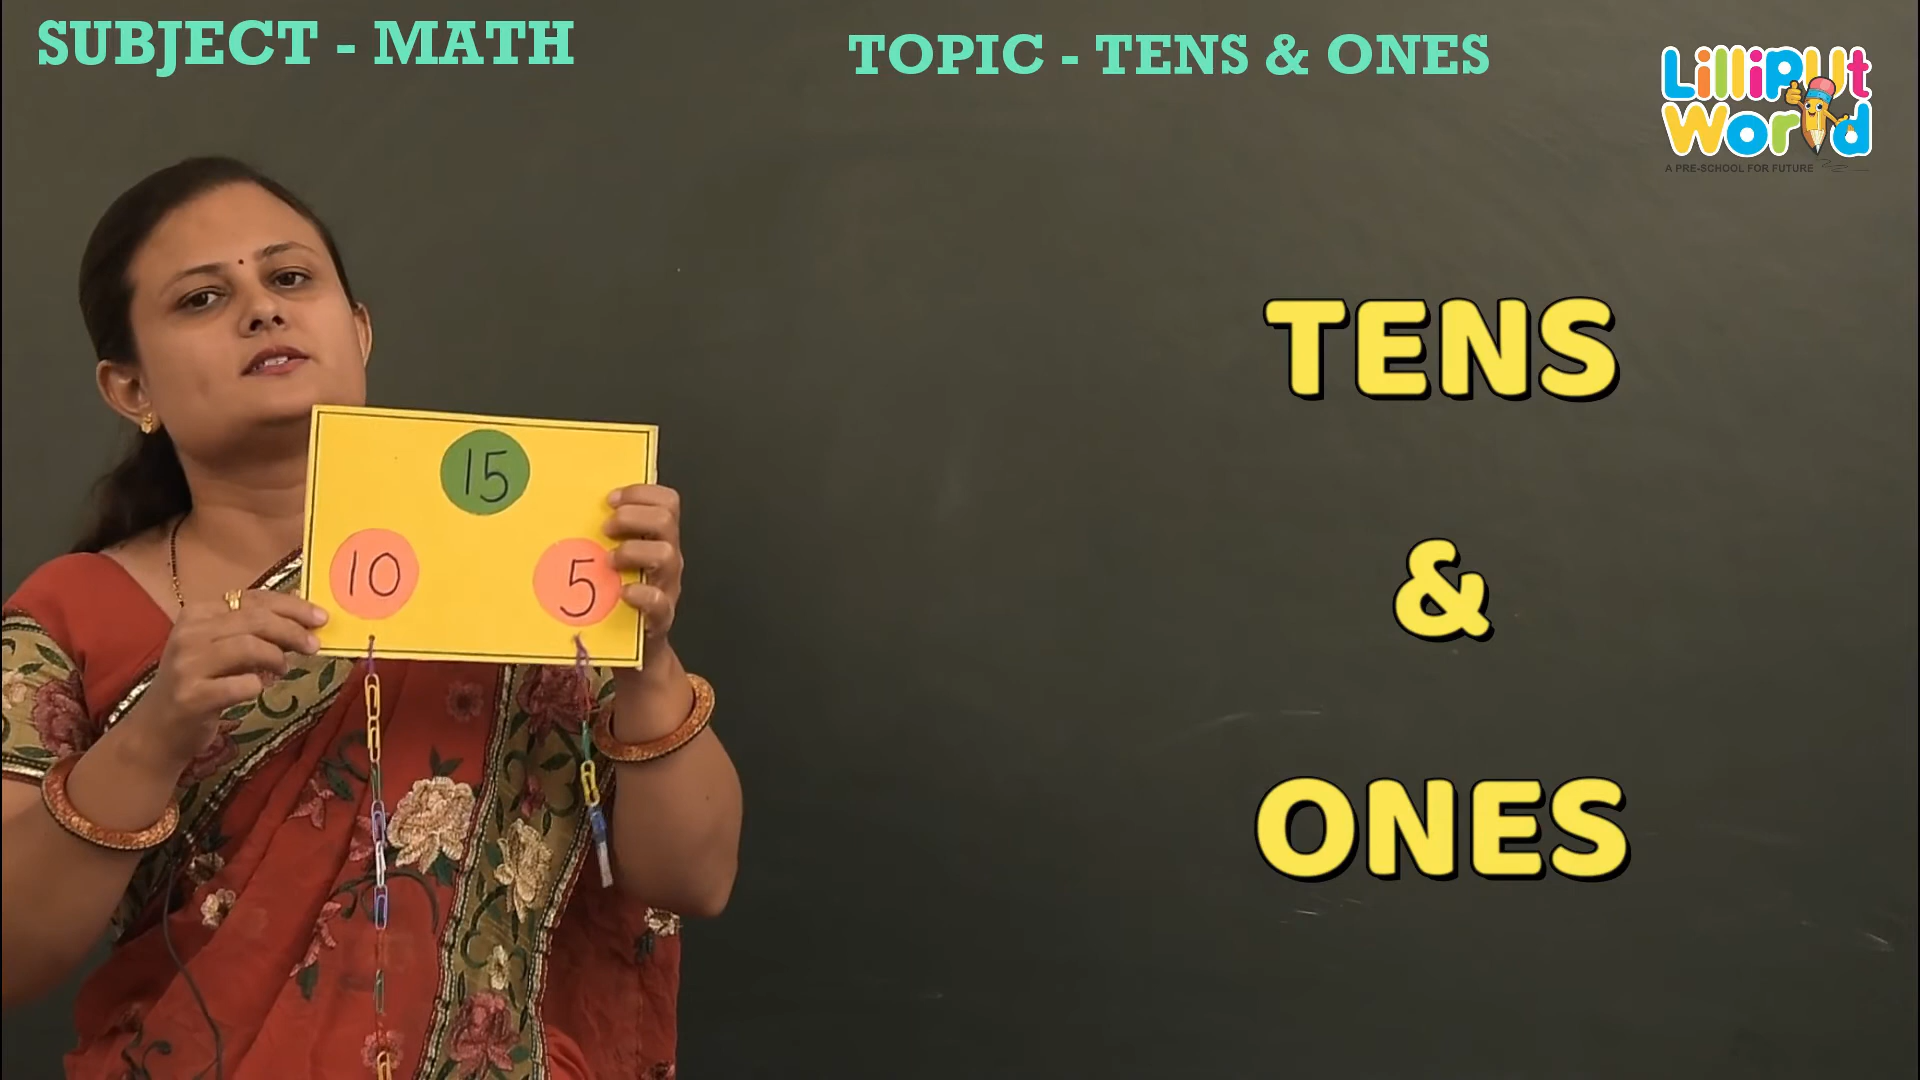 SUBJECT - MATH
TOPIC - TENS & ONES
Lilliput
World
A PRE-SCHOOL FOR FUTURE
15
10
5
TENS
&
ONES